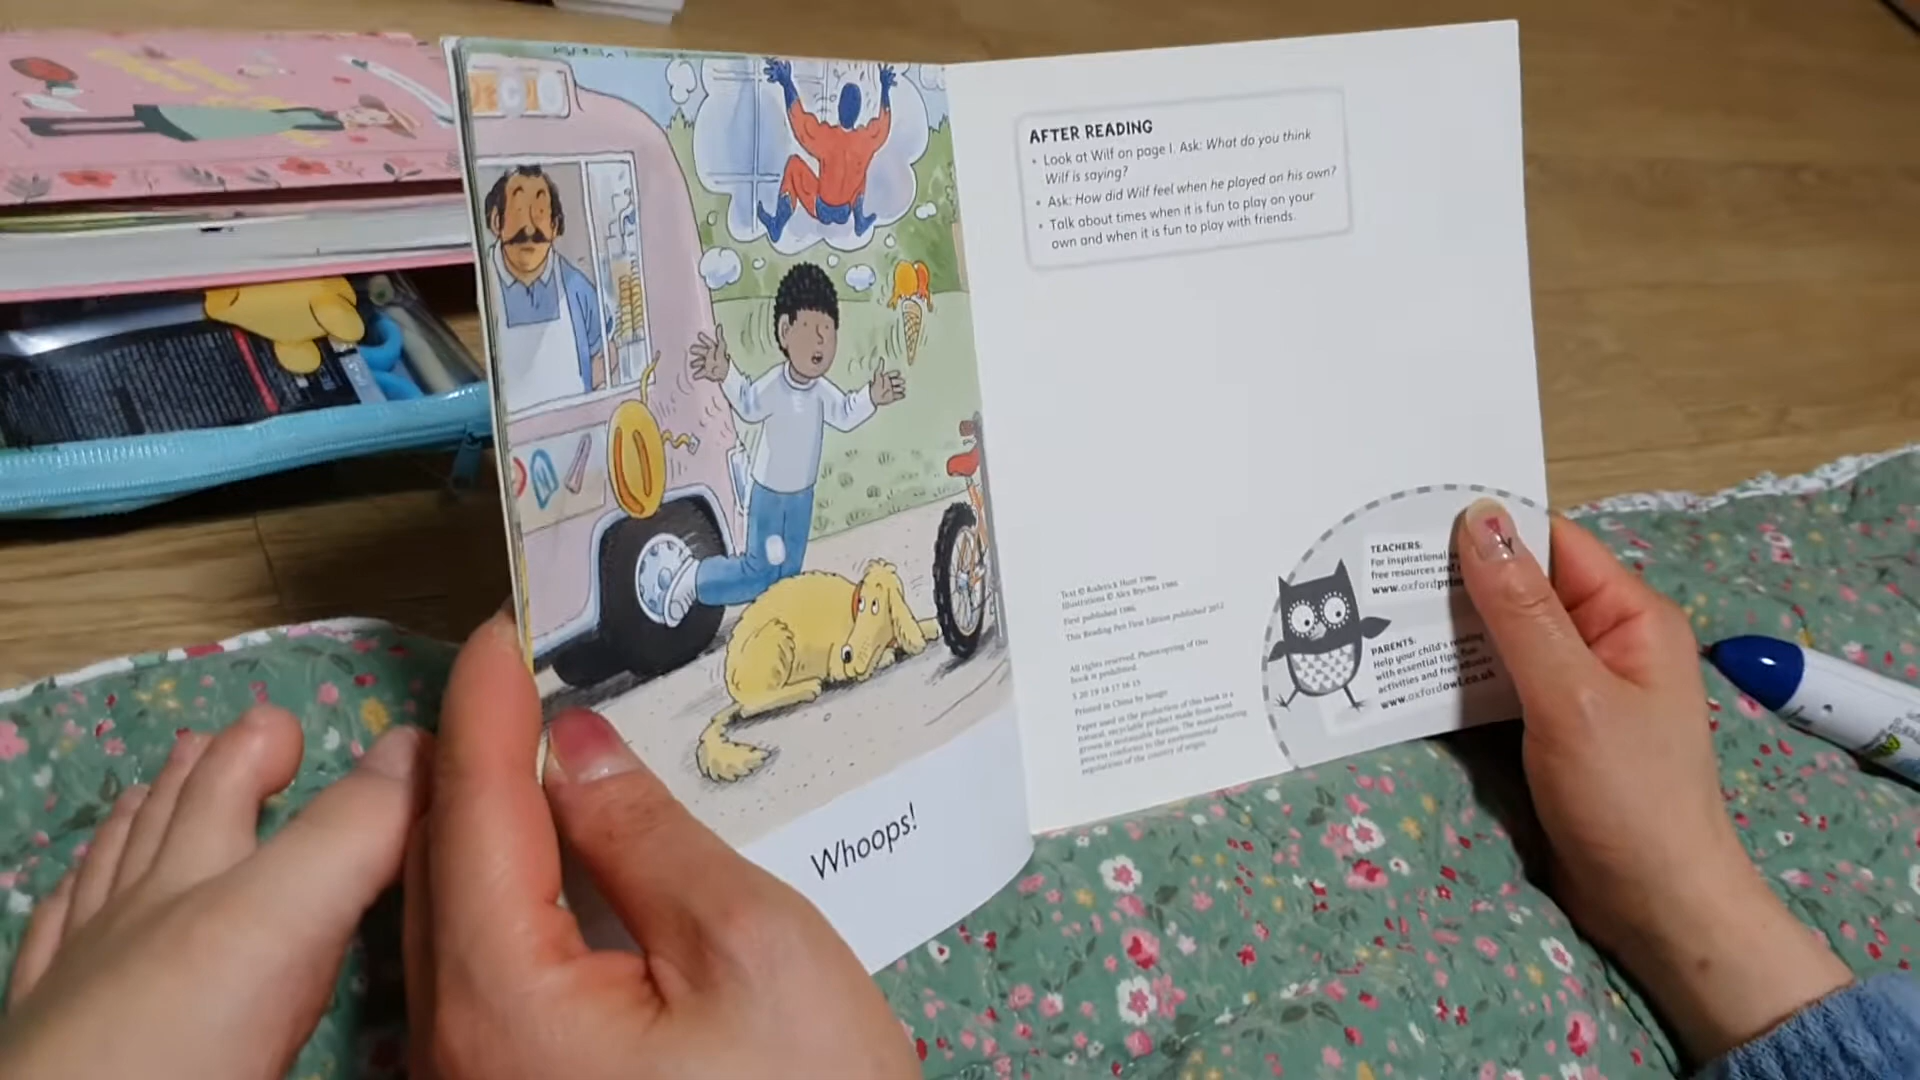 Whoops!
AFTER READING
• Look at Wilf on page 1. Ask: What do you think
Wilf is saying?
• Ask: How did Wilf feel when he played on his own?
• Talk about times when it is fun to play on your
own and when it is fun to play with friends.
Text © Roderick Hunt 1986
Illustrations © Alex Brychta 1986
First published 1986
This Reading Pen First Edition published 2012
All rights reserved. Photocopying of this
book is prohibited.
5 20 19 18 17 16 15
Printed in China by Imago
Paper used in the production of this book is a
natural, recyclable product made from wood
grown in sustainable forests. The manufacturing
process conforms to the environmental
regulations of the country of origin.
TEACHERS:
For inspirational
free resources and
www.oxfordprim
PARENTS:
Help your child's reading
with essential tips, fun
activities and free eBooks
www.oxfordowl.co.uk